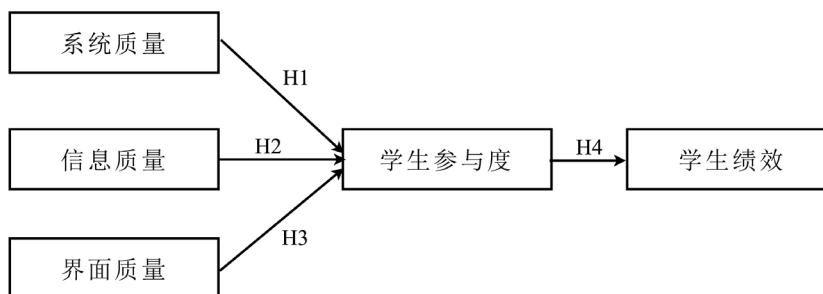 系统质量
H1
信息质量
H2
学生参与度
H4
学生绩效
H3
界面质量